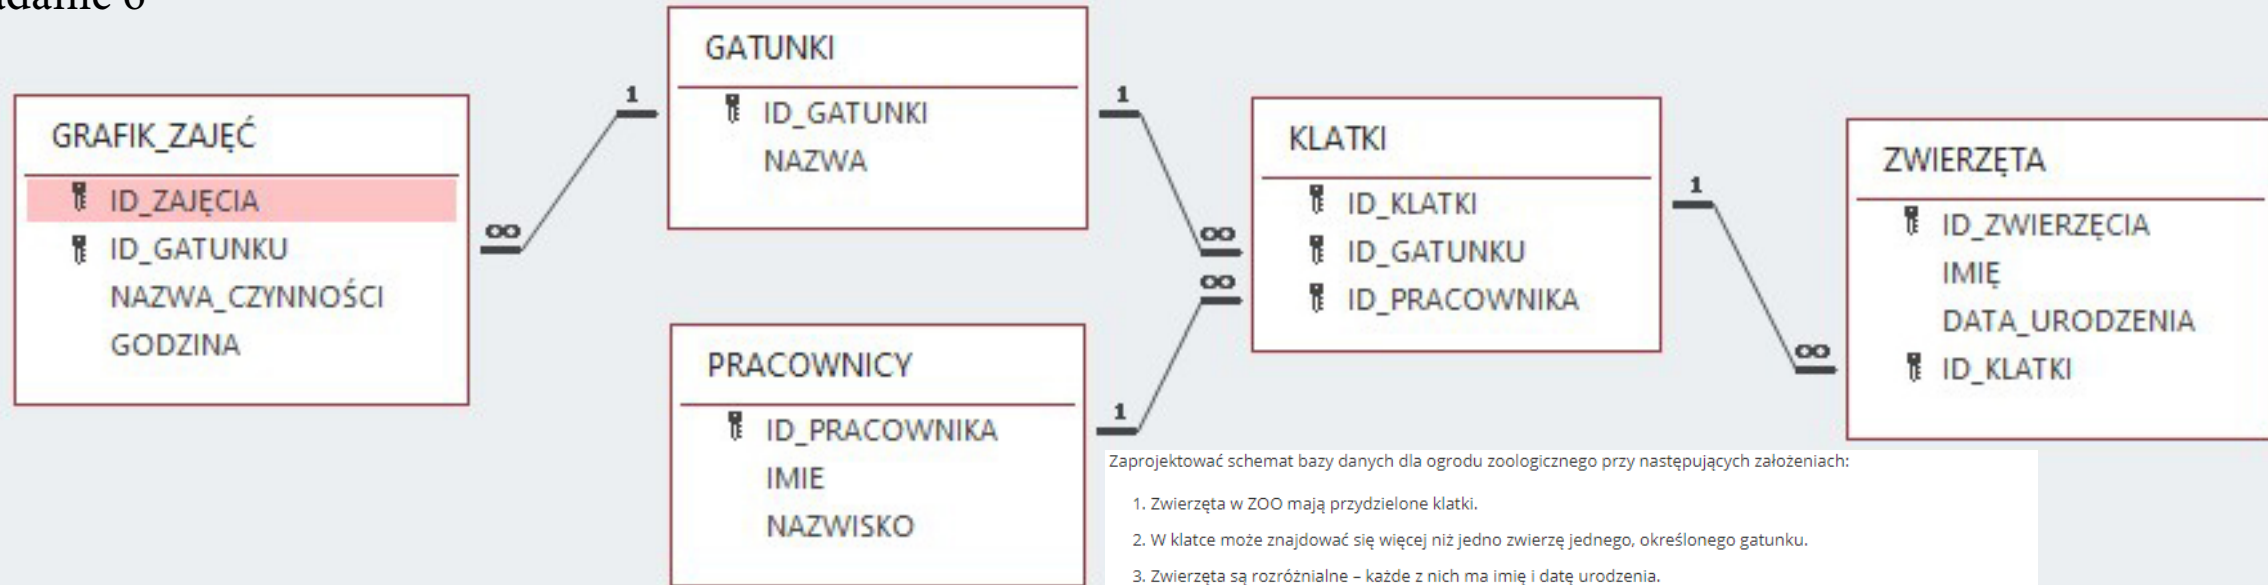 GATUNKI
ID_GATUNKI
NAZWA
GRAFIK_ZAJĘĆ
ID_ZAJĘCIA
ID_GATUNKU
NAZWA_CZYNNOŚCI
GODZINA
1
∞
1
∞
KLATKI
ID_KLATKI
ID_GATUNKU
ID_PRACOWNIKA
∞
1
PRACOWNICY
ID_PRACOWNIKA
IMIE
NAZWISKO
1
∞
ZWIERZĘTA
ID_ZWIERZĘCIA
IMIĘ
DATA_URODZENIA
ID_KLATKI
Zaprojektować schemat bazy danych dla ogrodu zoologicznego przy następujących założeniach:
1. Zwierzęta w ZOO mają przydzielone klatki.
2. W klatce może znajdować się więcej niż jedno zwierzę jednego, określonego gatunku.
3. Zwierzęta są rozróżnialne – każde z nich ma imię i datę urodzenia.